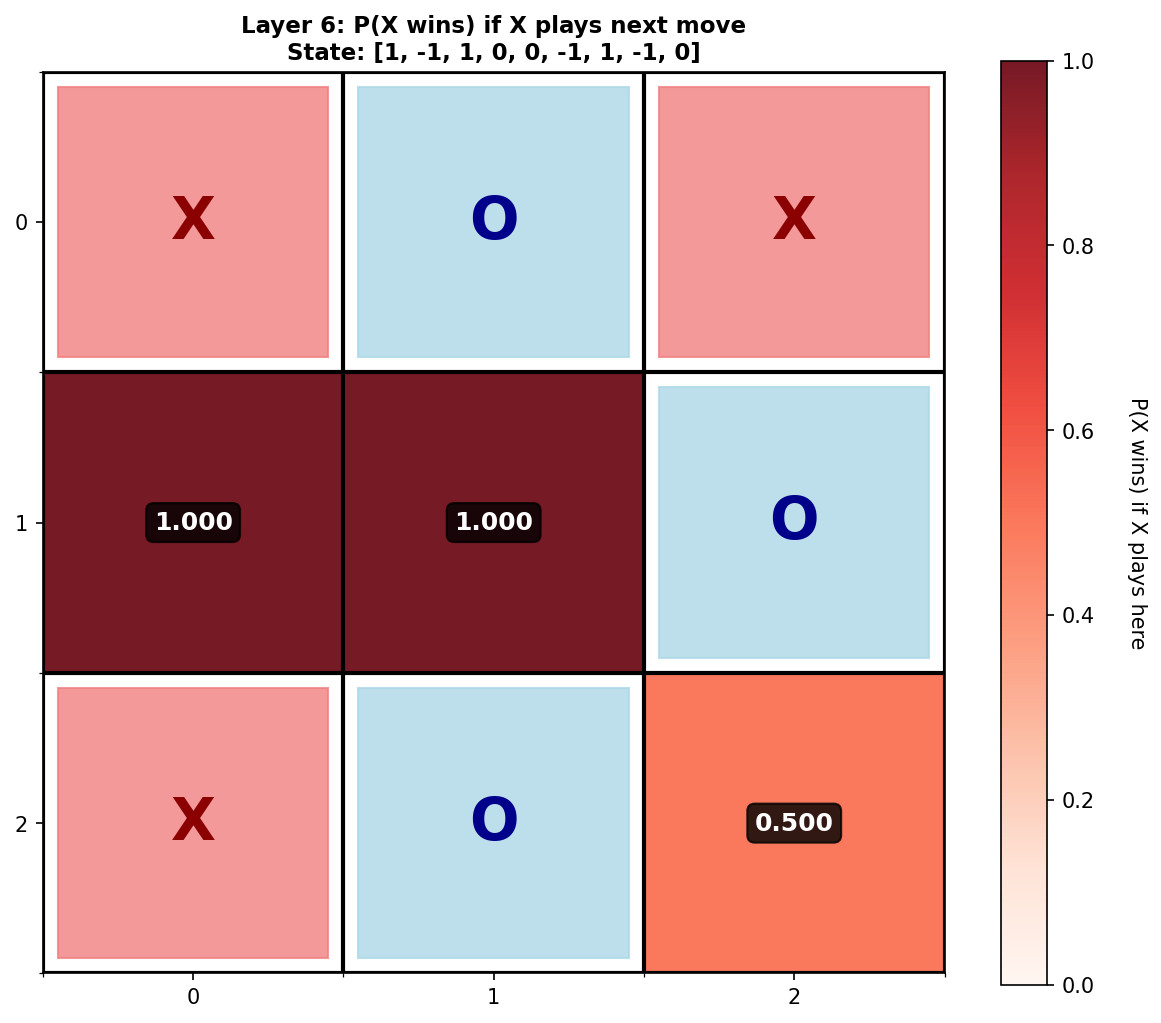 Layer 6: P(X wins) if X plays next move
State: [1, -1, 1, 0, 0, -1, 1, -1, 0]
X O X
1.000 1.000 O
X O 0.500
0
1
2
0 1 2
1.0
0.8
0.6
0.4
0.2
0.0
P(X wins) if X plays here